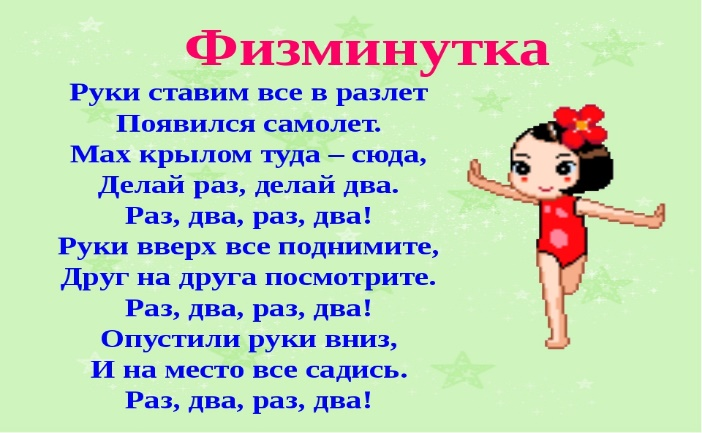 Физминутка
Руки ставим все в разлет
Появился самолет.
Мах крылом туда – сюда,
Делай раз, делай два.
Раз, два, раз, два!
Руки вверх все поднимите,
Друг на друга посмотрите.
Раз, два, раз, два!
Опустили руки вниз,
И на место все садись.
Раз, два, раз, два!